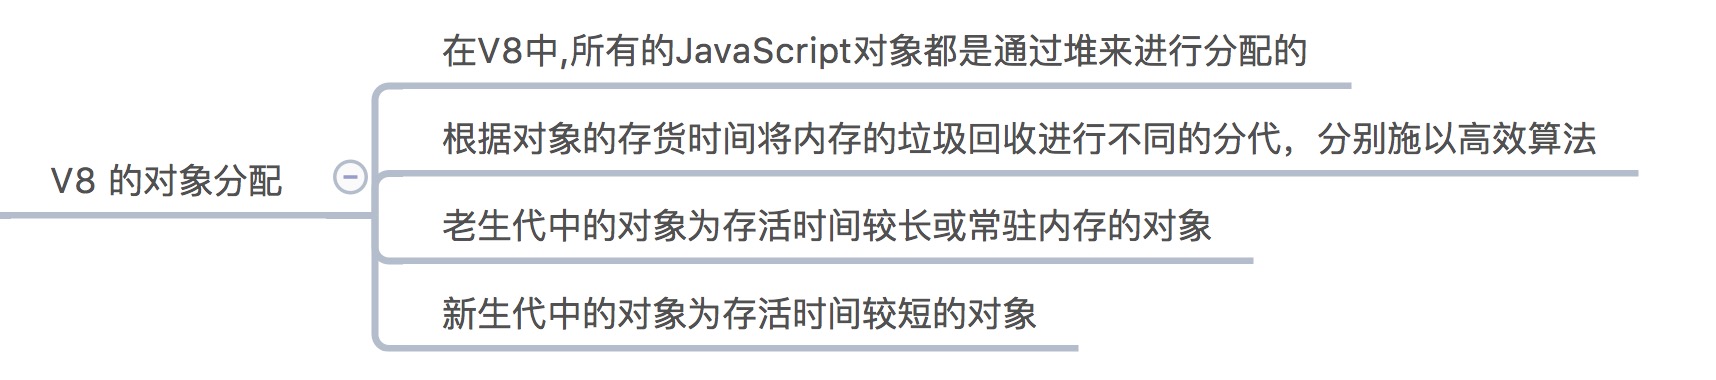 在V8中,所有的JavaScript对象都是通过堆来进行分配的
根据对象的存货时间将内存的垃圾回收进行不同的分代，分别施以高效算法
V8 的对象分配
老生代中的对象为存活时间较长或常驻内存的对象
新生代中的对象为存活时间较短的对象